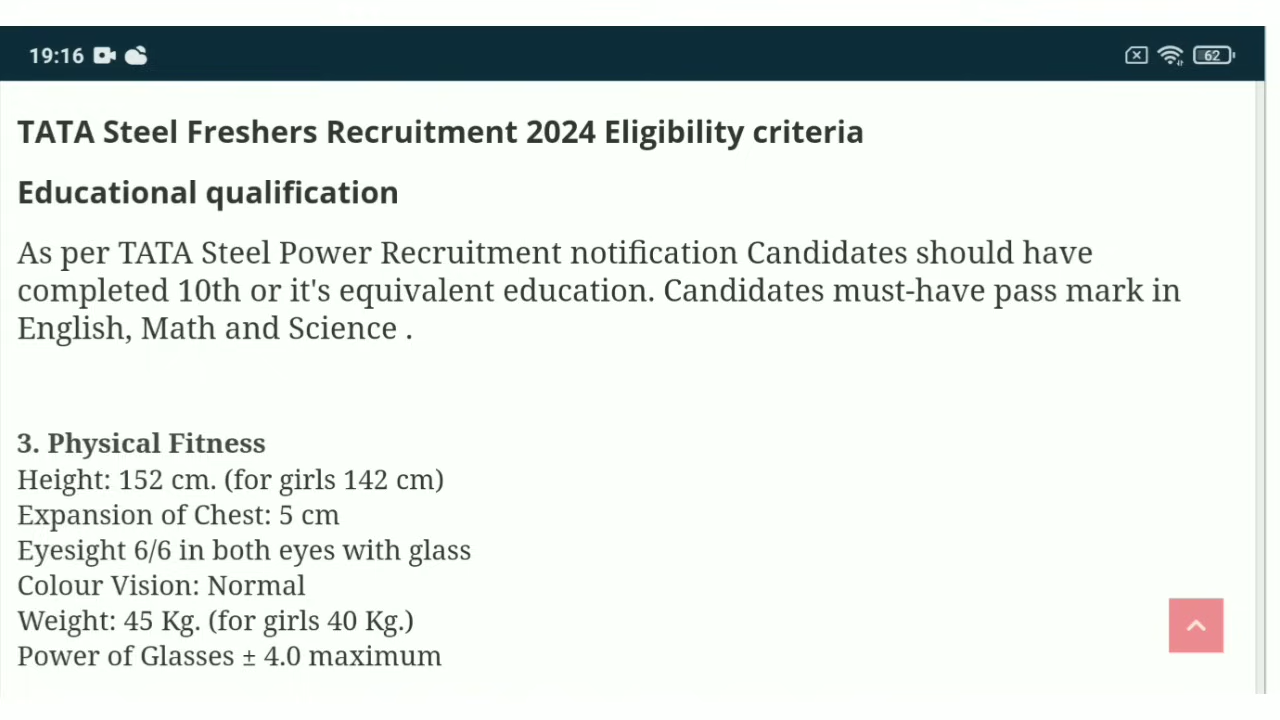 19:16
62
TATA Steel Freshers Recruitment 2024 Eligibility criteria
Educational qualification
As per TATA Steel Power Recruitment notification Candidates should have
completed 10th or it's equivalent education. Candidates must-have pass mark in
English, Math and Science .
3. Physical Fitness
Height: 152 cm. (for girls 142 cm)
Expansion of Chest: 5 cm
Eyesight 6/6 in both eyes with glass
Colour Vision: Normal
Weight: 45 Kg. (for girls 40 Kg.)
Power of Glasses ± 4.0 maximum